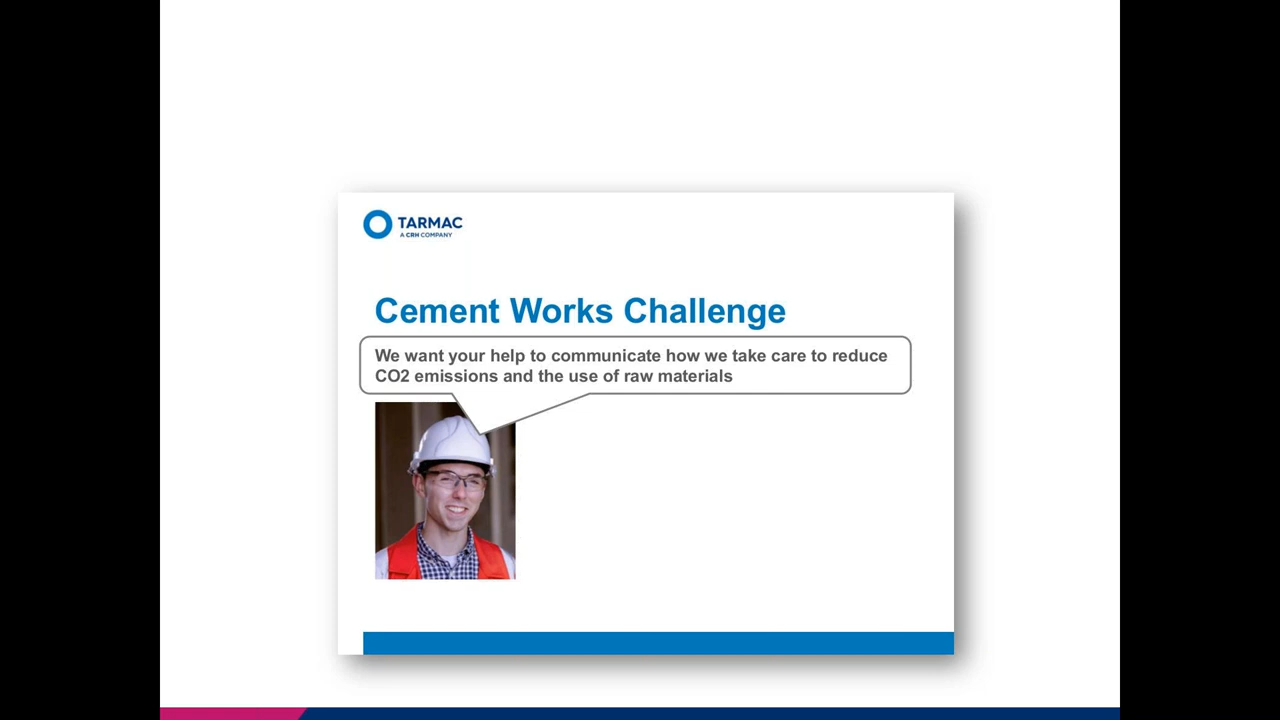 TARMAC
A CRH COMPANY
Cement Works Challenge
We want your help to communicate how we take care to reduce
CO2 emissions and the use of raw materials